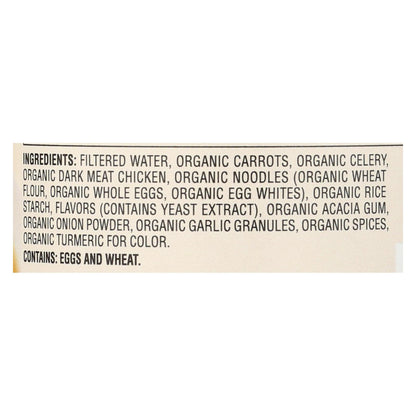 INGREDIENTS: FILTERED WATER, ORGANIC CARROTS, ORGANIC CELERY,
ORGANIC DARK MEAT CHICKEN, ORGANIC NOODLES (ORGANIC WHEAT
FLOUR, ORGANIC WHOLE EGGS, ORGANIC EGG WHITES), ORGANIC RICE
STARCH, FLAVORS (CONTAINS YEAST EXTRACT), ORGANIC ACACIA GUM,
ORGANIC ONION POWDER, ORGANIC GARLIC GRANULES, ORGANIC SPICES,
ORGANIC TURMERIC FOR COLOR.
CONTAINS: EGGS AND WHEAT.